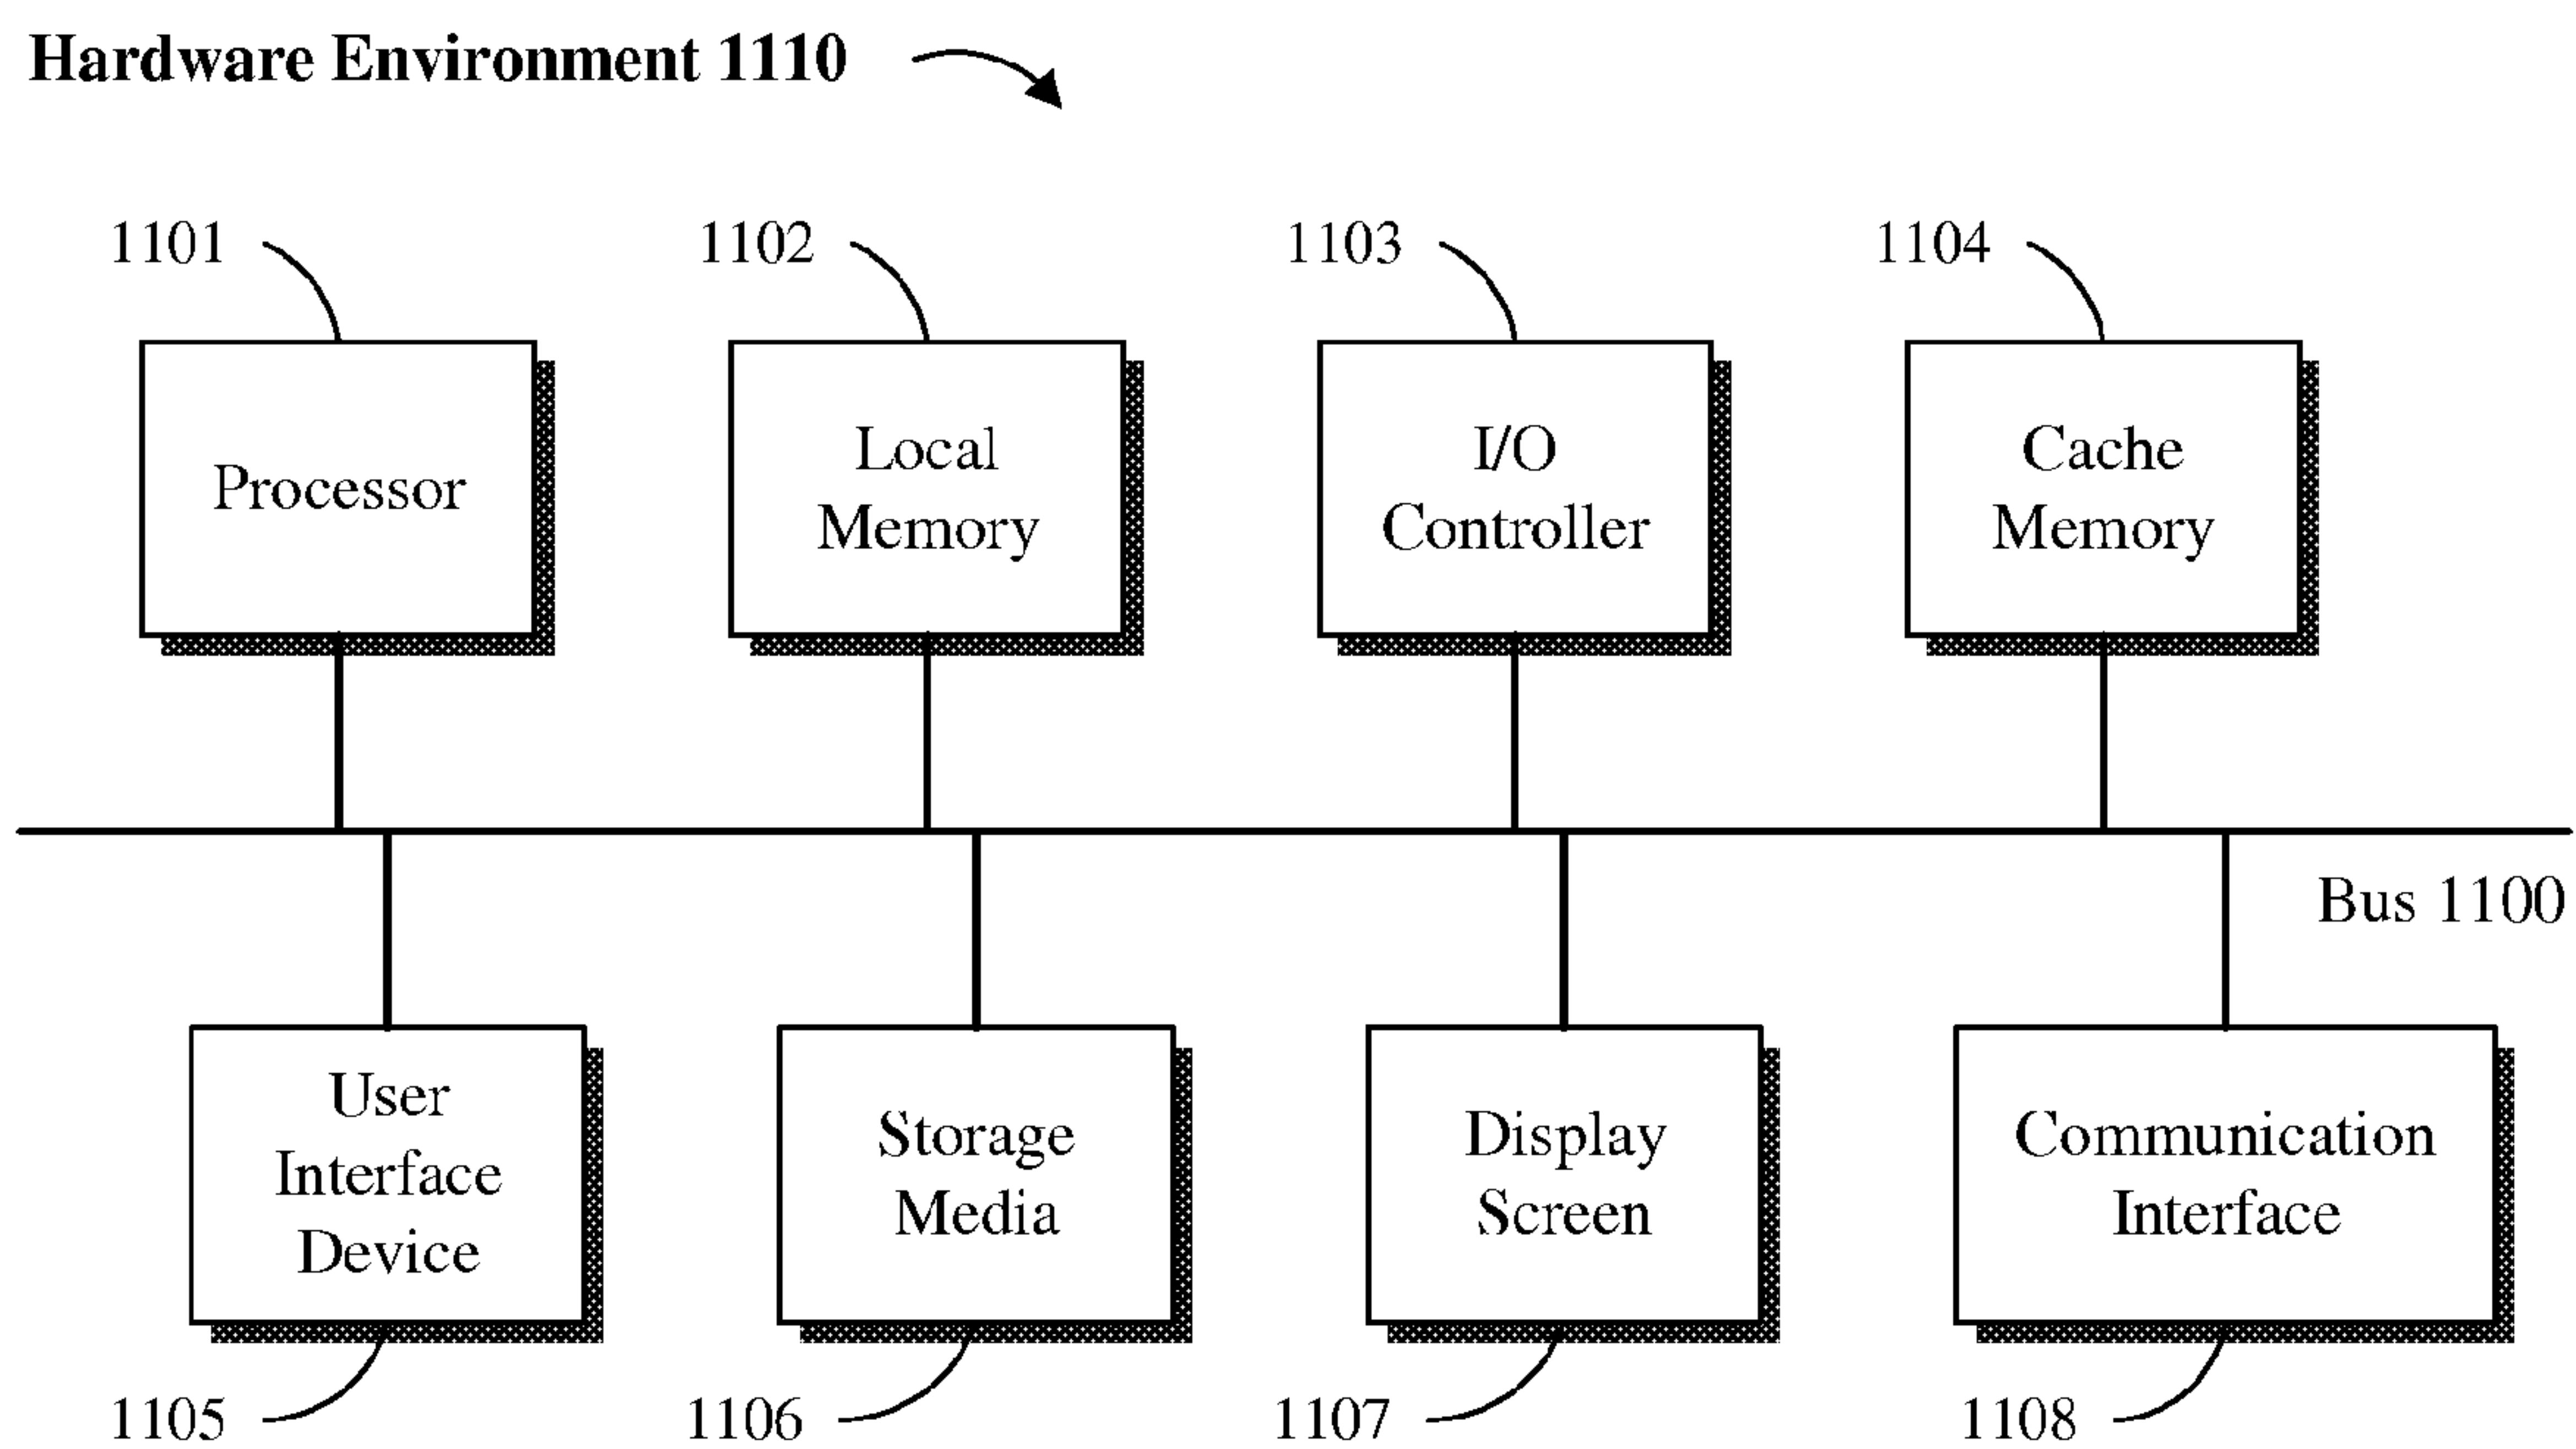 Hardware Environment 1110
1101
1102
1103
1104
Processor
Local
Memory
I/O
Controller
Cache
Memory
Bus 1100
User
Interface
Device
Storage
Media
Display
Screen
Communication
Interface
1105
1106
1107
1108